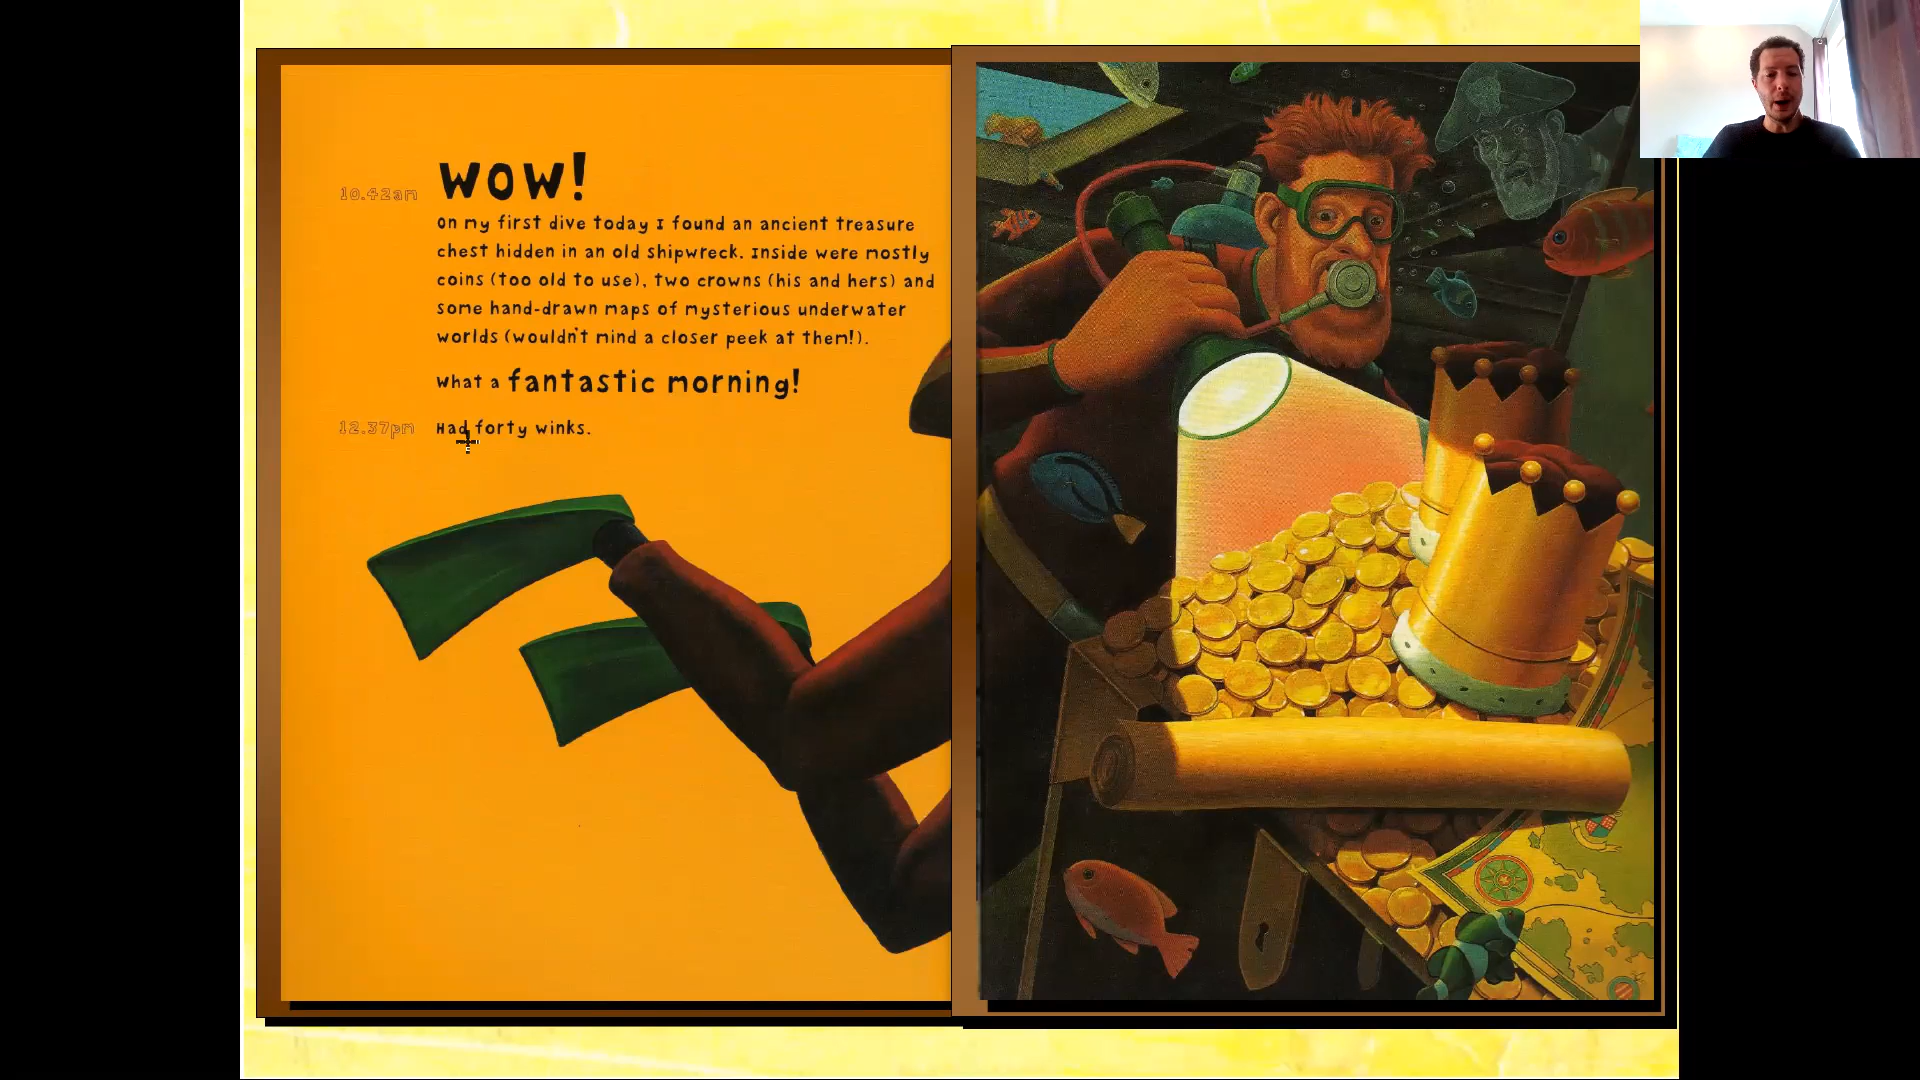 10.42am WOW!
On my first dive today I found an ancient treasure
chest hidden in an old shipwreck. Inside were mostly
coins (too old to use), two crowns (his and hers) and
some hand-drawn maps of mysterious underwater
worlds (wouldn't mind a closer peek at them!).
What a fantastic morning!
12.37pm Had forty winks.